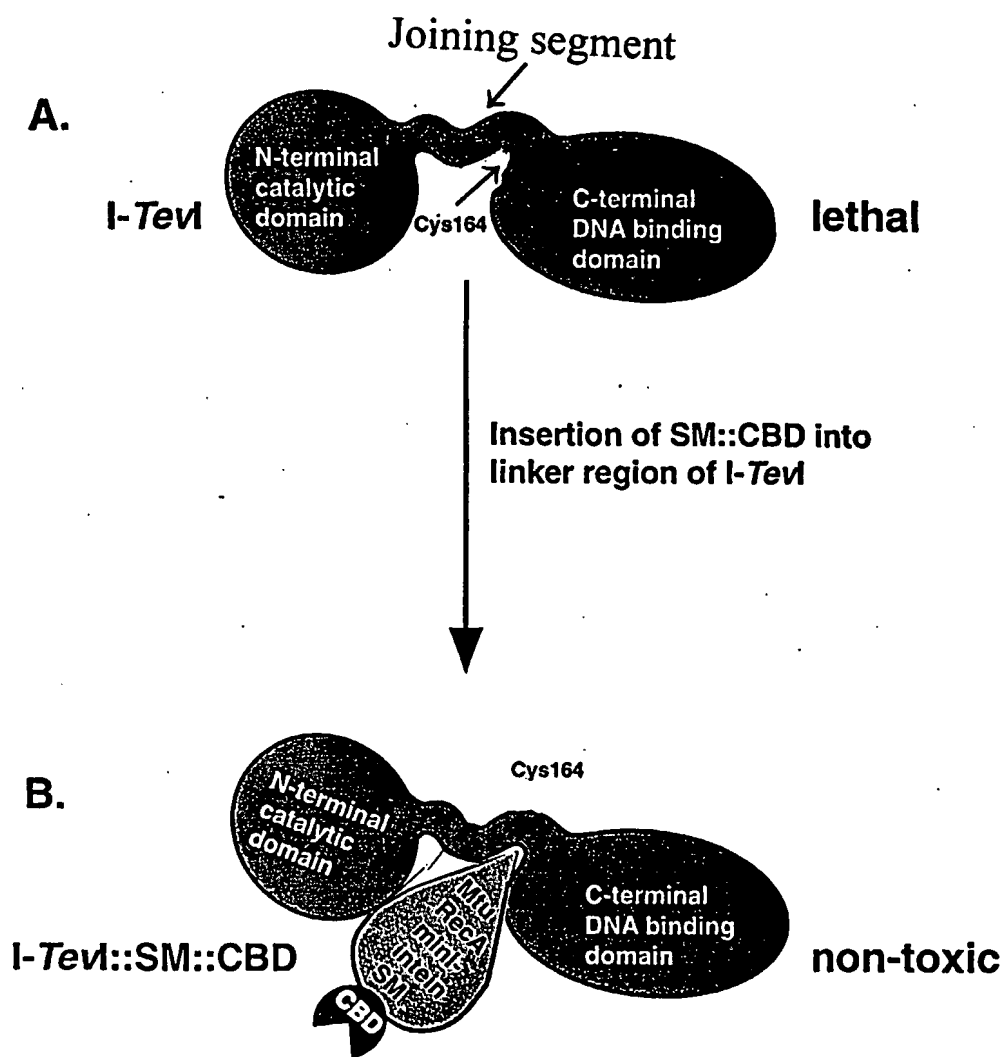 Joining segment
A.
N-terminal
catalytic
domain
I-TevI
Cys164
C-terminal
DNA binding
domain
lethal
Insertion of SM::CBD into
linker region of I-TevI
Cys164
B.
N-terminal
catalytic
domain
Mtu
RecA
mini-
intein
SM
CBD
C-terminal
DNA binding
domain
I-TevI::SM::CBD
non-toxic